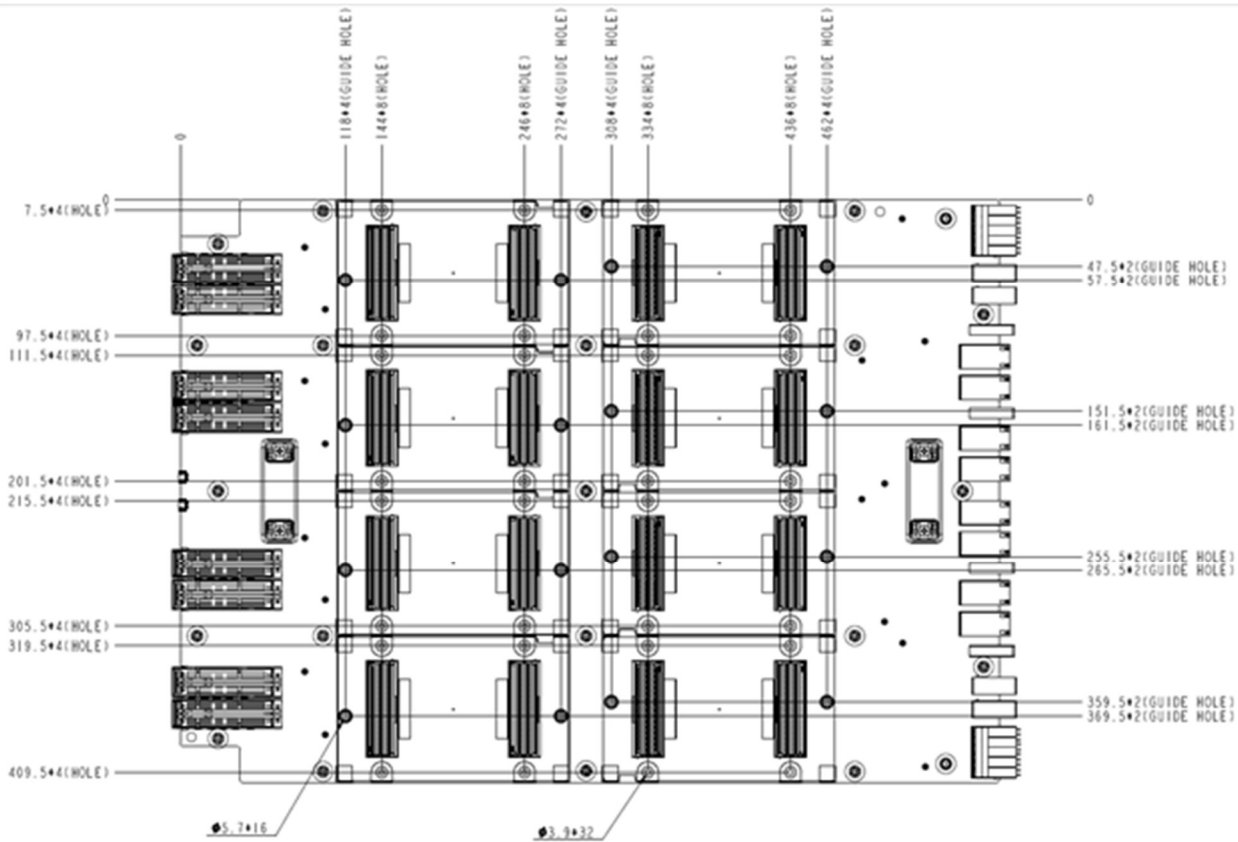 0
118*4(GUIDE HOLE)
144*8(HOLE)
246*8(HOLE)
272*4(GUIDE HOLE)
308*4(GUIDE HOLE)
334*8(HOLE)
436*8(HOLE)
462*4(GUIDE HOLE)
0
7.5*4(HOLE)
97.5*4(HOLE)
111.5*4(HOLE)
201.5*4(HOLE)
215.5*4(HOLE)
305.5*4(HOLE)
319.5*4(HOLE)
409.5*4(HOLE)
0
47.5*2(GUIDE HOLE)
57.5*2(GUIDE HOLE)
151.5*2(GUIDE HOLE)
161.5*2(GUIDE HOLE)
255.5*2(GUIDE HOLE)
265.5*2(GUIDE HOLE)
359.5*2(GUIDE HOLE)
369.5*2(GUIDE HOLE)
Ø5.7*16
Ø3.9*32